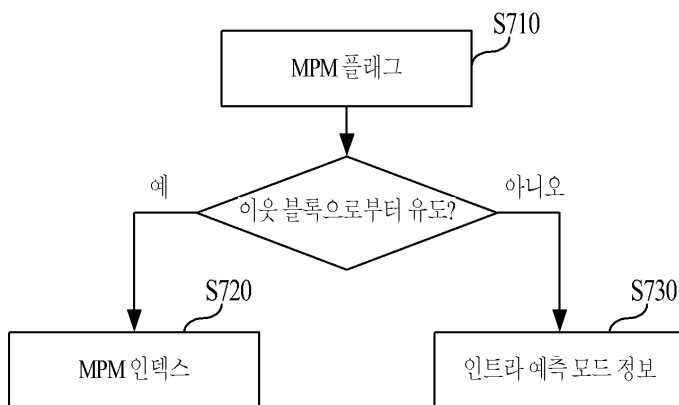 S710
MPM 플래그
예
이웃 블록으로부터 유도?
아니오
S720
S730
MPM 인덱스
인트라 예측 모드 정보